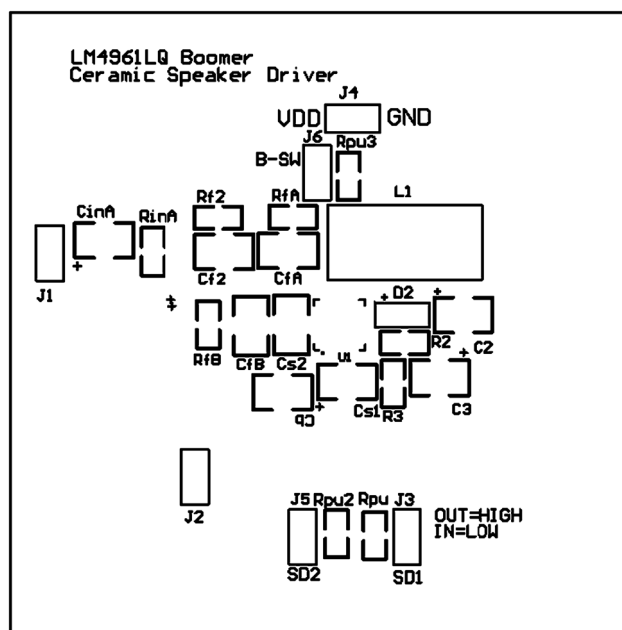 LM4961LQ Boomer
Ceramic Speaker Driver
J4
VDD GND
J6
Rpu3
B-SW
L1
Rf2 RfA
CinA RinA
J1
Cf2 CfA
D2
R2 C2
RfB CfB Cs2 U1
Cb Cs1 R3 C3
J2
J5 Rpu2 Rpu J3
OUT=HIGH
IN=LOW
SD2 SD1